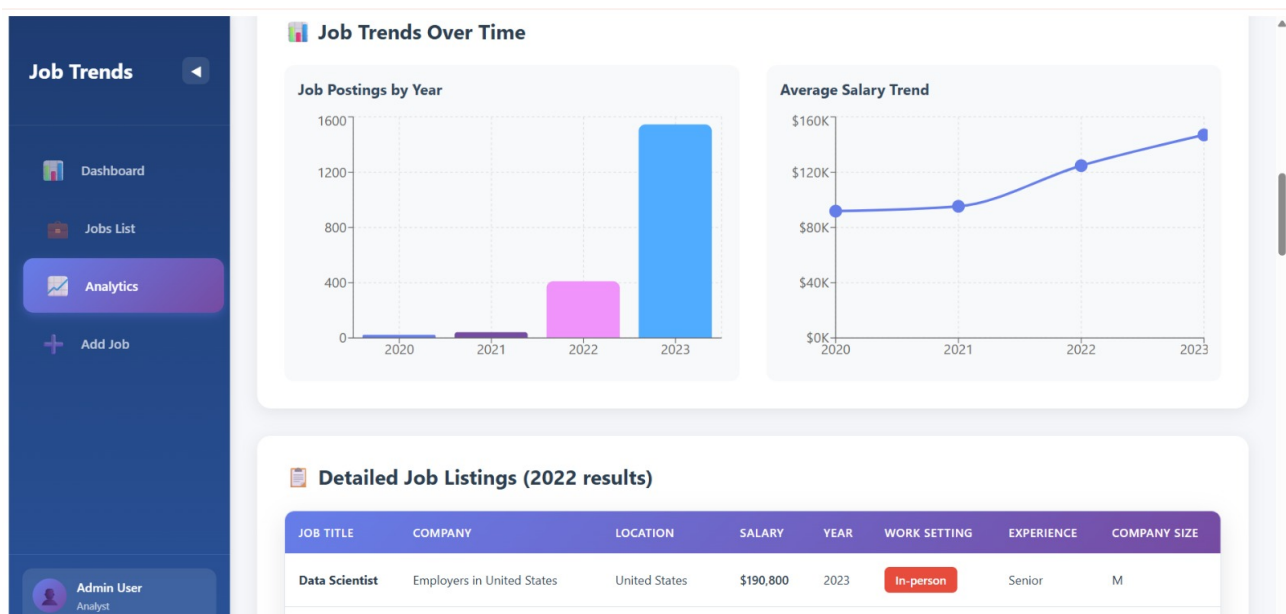 Job Trends
◀
Dashboard
Jobs List
Analytics
Add Job
Admin User
Analyst
Job Trends Over Time
Job Postings by Year
1600
1200
800
400
0
2020 2021 2022 2023
Average Salary Trend
$160K
$120K
$80K
$40K
$0K
2020 2021 2022 2023
Detailed Job Listings (2022 results)
JOB TITLE COMPANY LOCATION SALARY YEAR WORK SETTING EXPERIENCE COMPANY SIZE
Data Scientist Employers in United States United States $190,800 2023 In-person Senior M